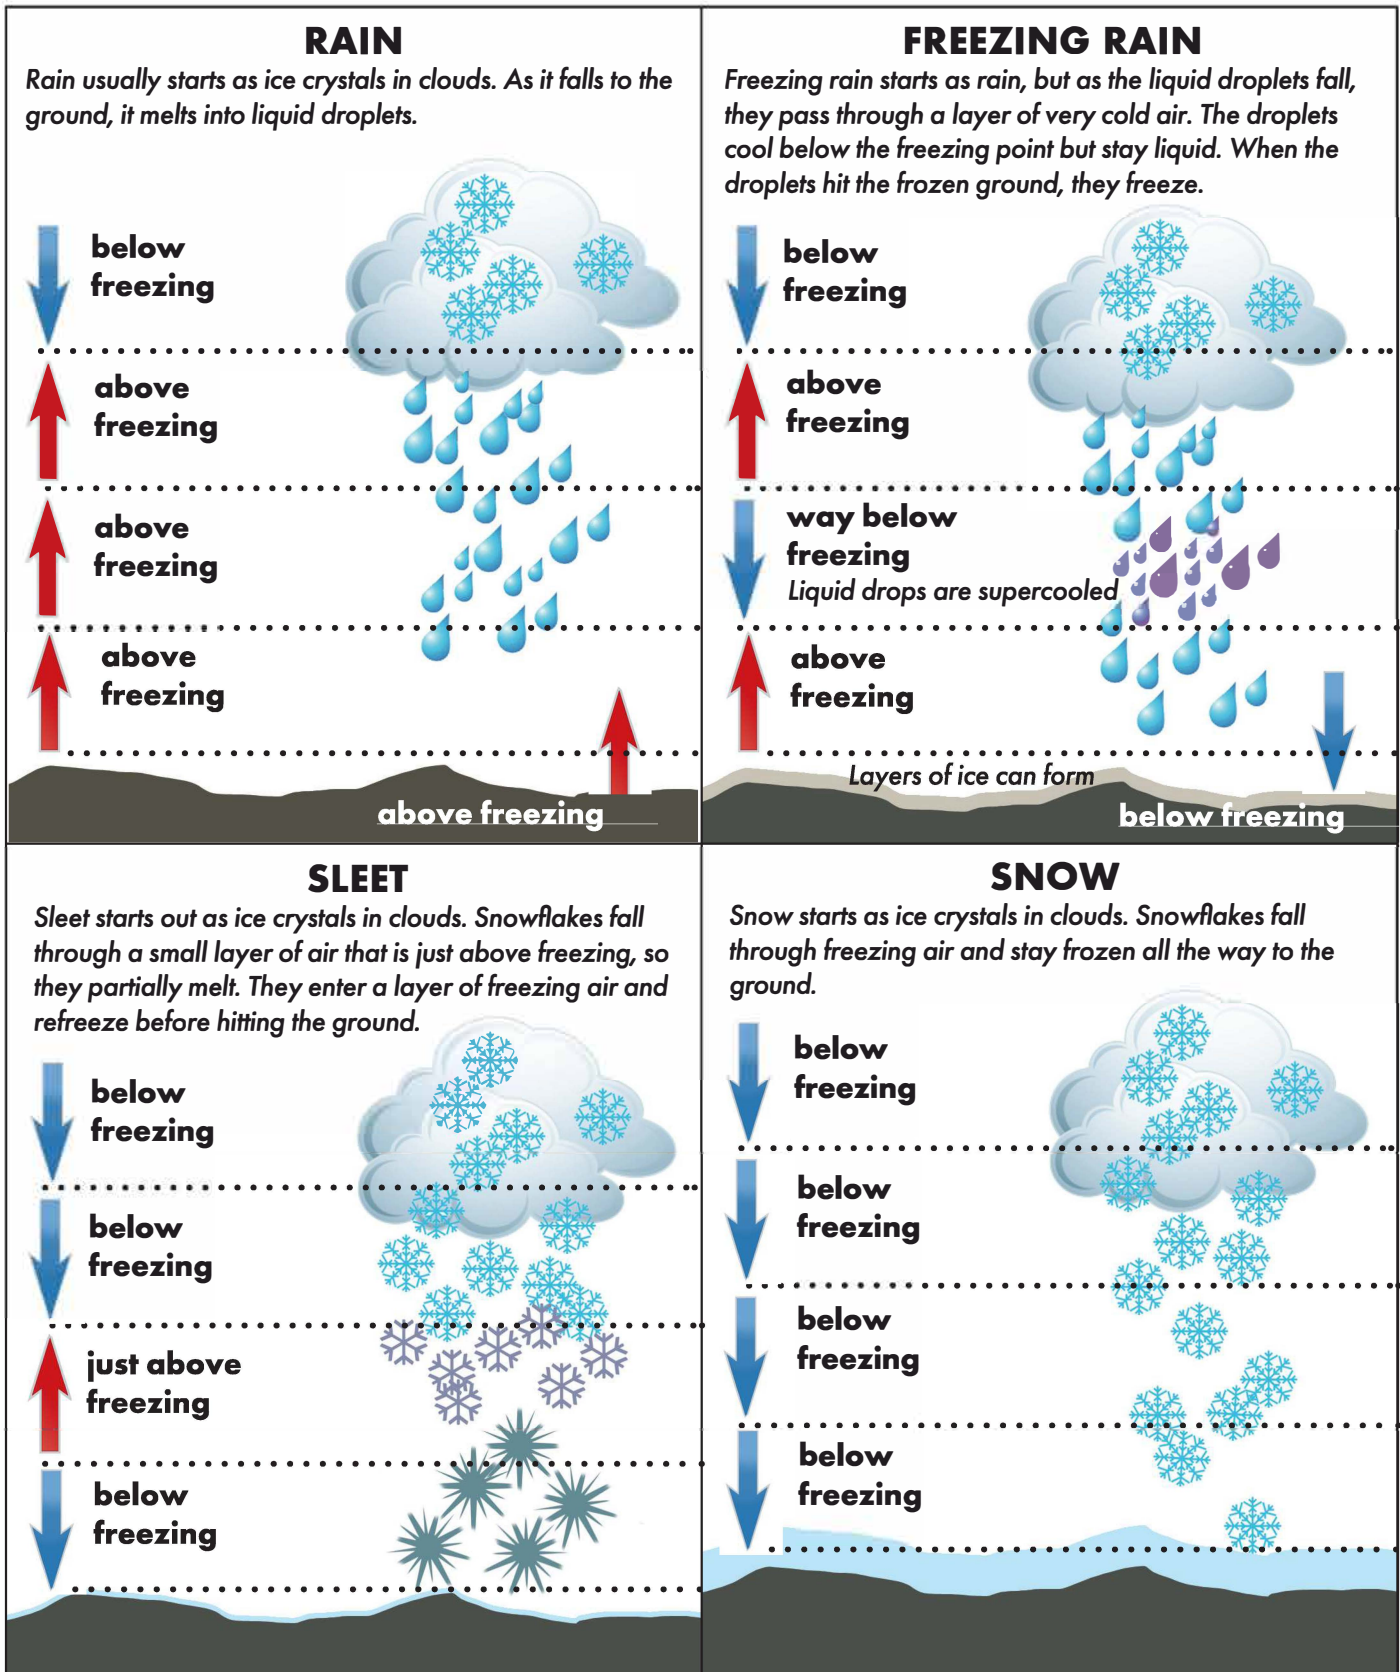 RAIN
Rain usually starts as ice crystals in clouds. As it falls to the
ground, it melts into liquid droplets.
below
freezing
above
freezing
above
freezing
above
freezing
above freezing
FREEZING RAIN
Freezing rain starts as rain, but as the liquid droplets fall,
they pass through a layer of very cold air. The droplets
cool below the freezing point but stay liquid. When the
droplets hit the frozen ground, they freeze.
below
freezing
above
freezing
way below
freezing
Liquid drops are supercooled
above
freezing
Layers of ice can form
below freezing
SLEET
Sleet starts out as ice crystals in clouds. Snowflakes fall
through a small layer of air that is just above freezing, so
they partially melt. They enter a layer of freezing air and
refreeze before hitting the ground.
below
freezing
below
freezing
just above
freezing
below
freezing
SNOW
Snow starts as ice crystals in clouds. Snowflakes fall
through freezing air and stay frozen all the way to the
ground.
below
freezing
below
freezing
below
freezing
below
freezing